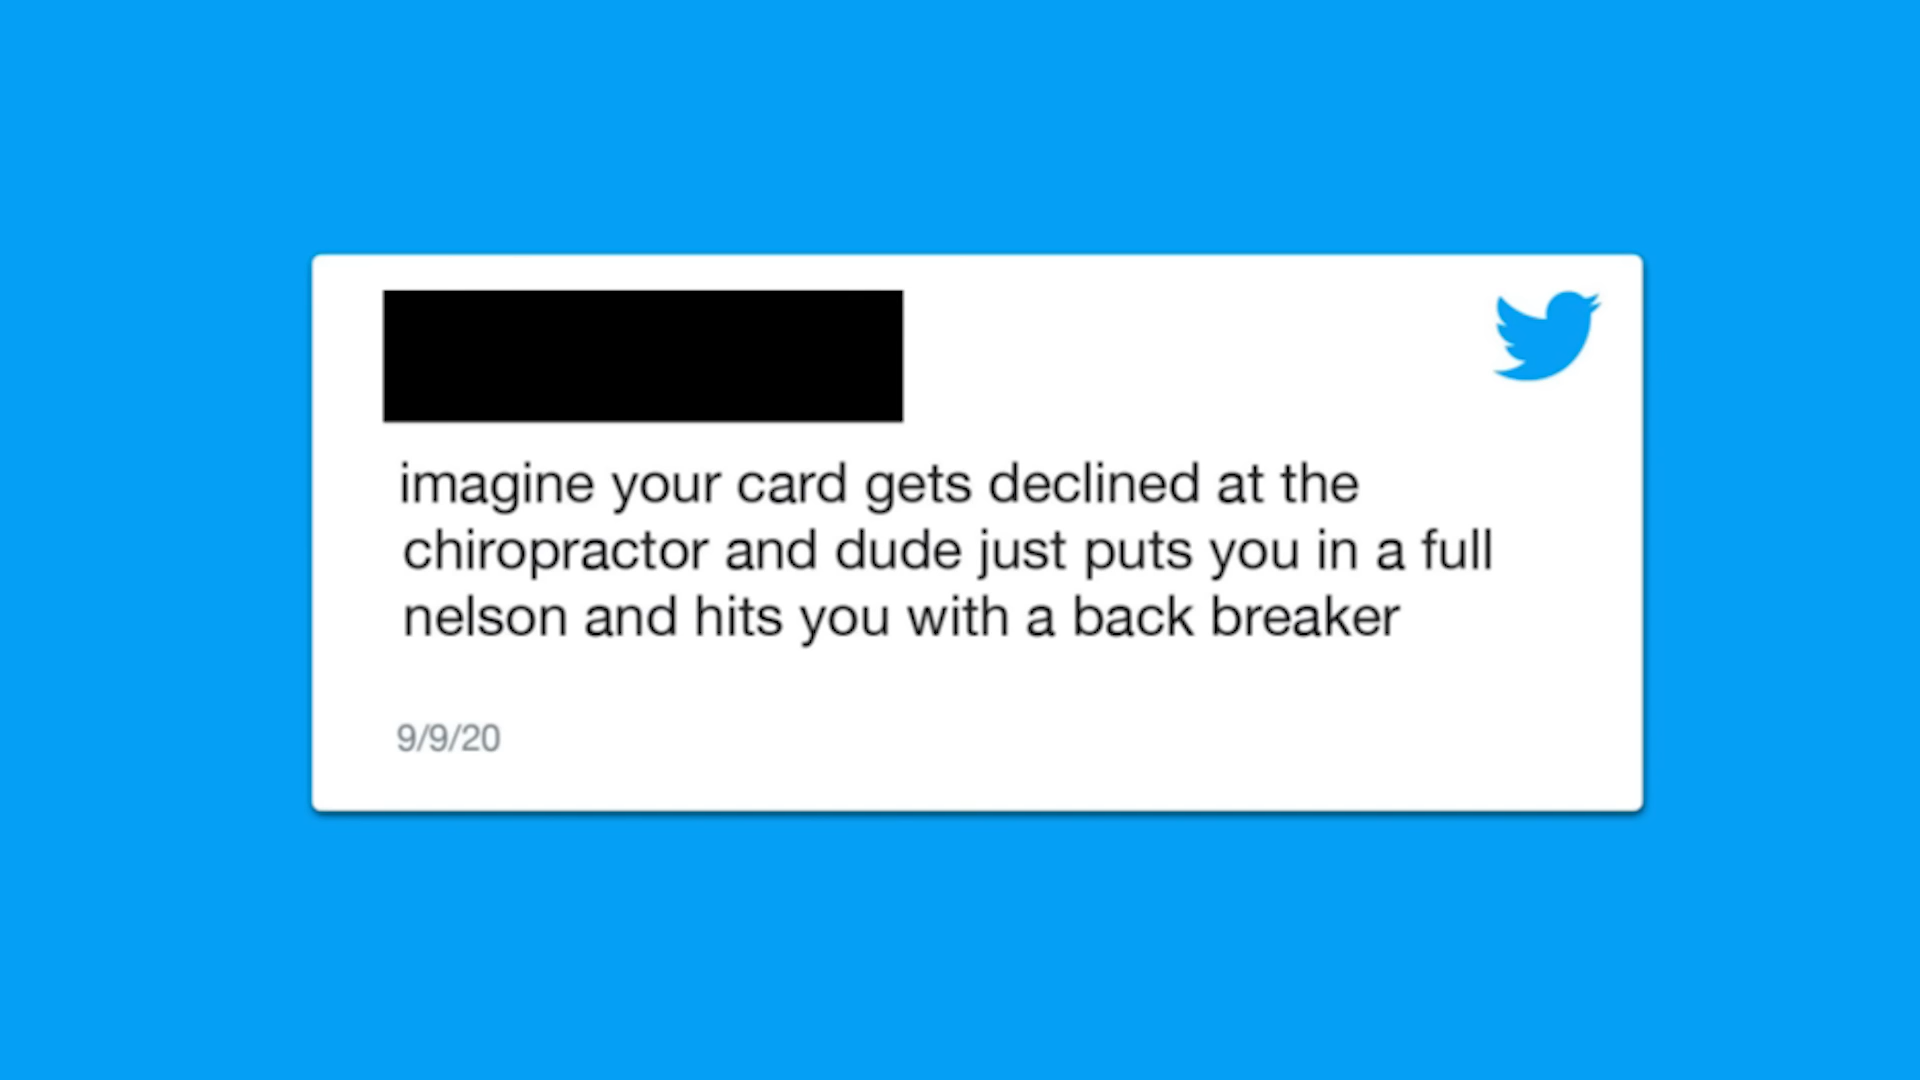 imagine your card gets declined at the
chiropractor and dude just puts you in a full
nelson and hits you with a back breaker
9/9/20